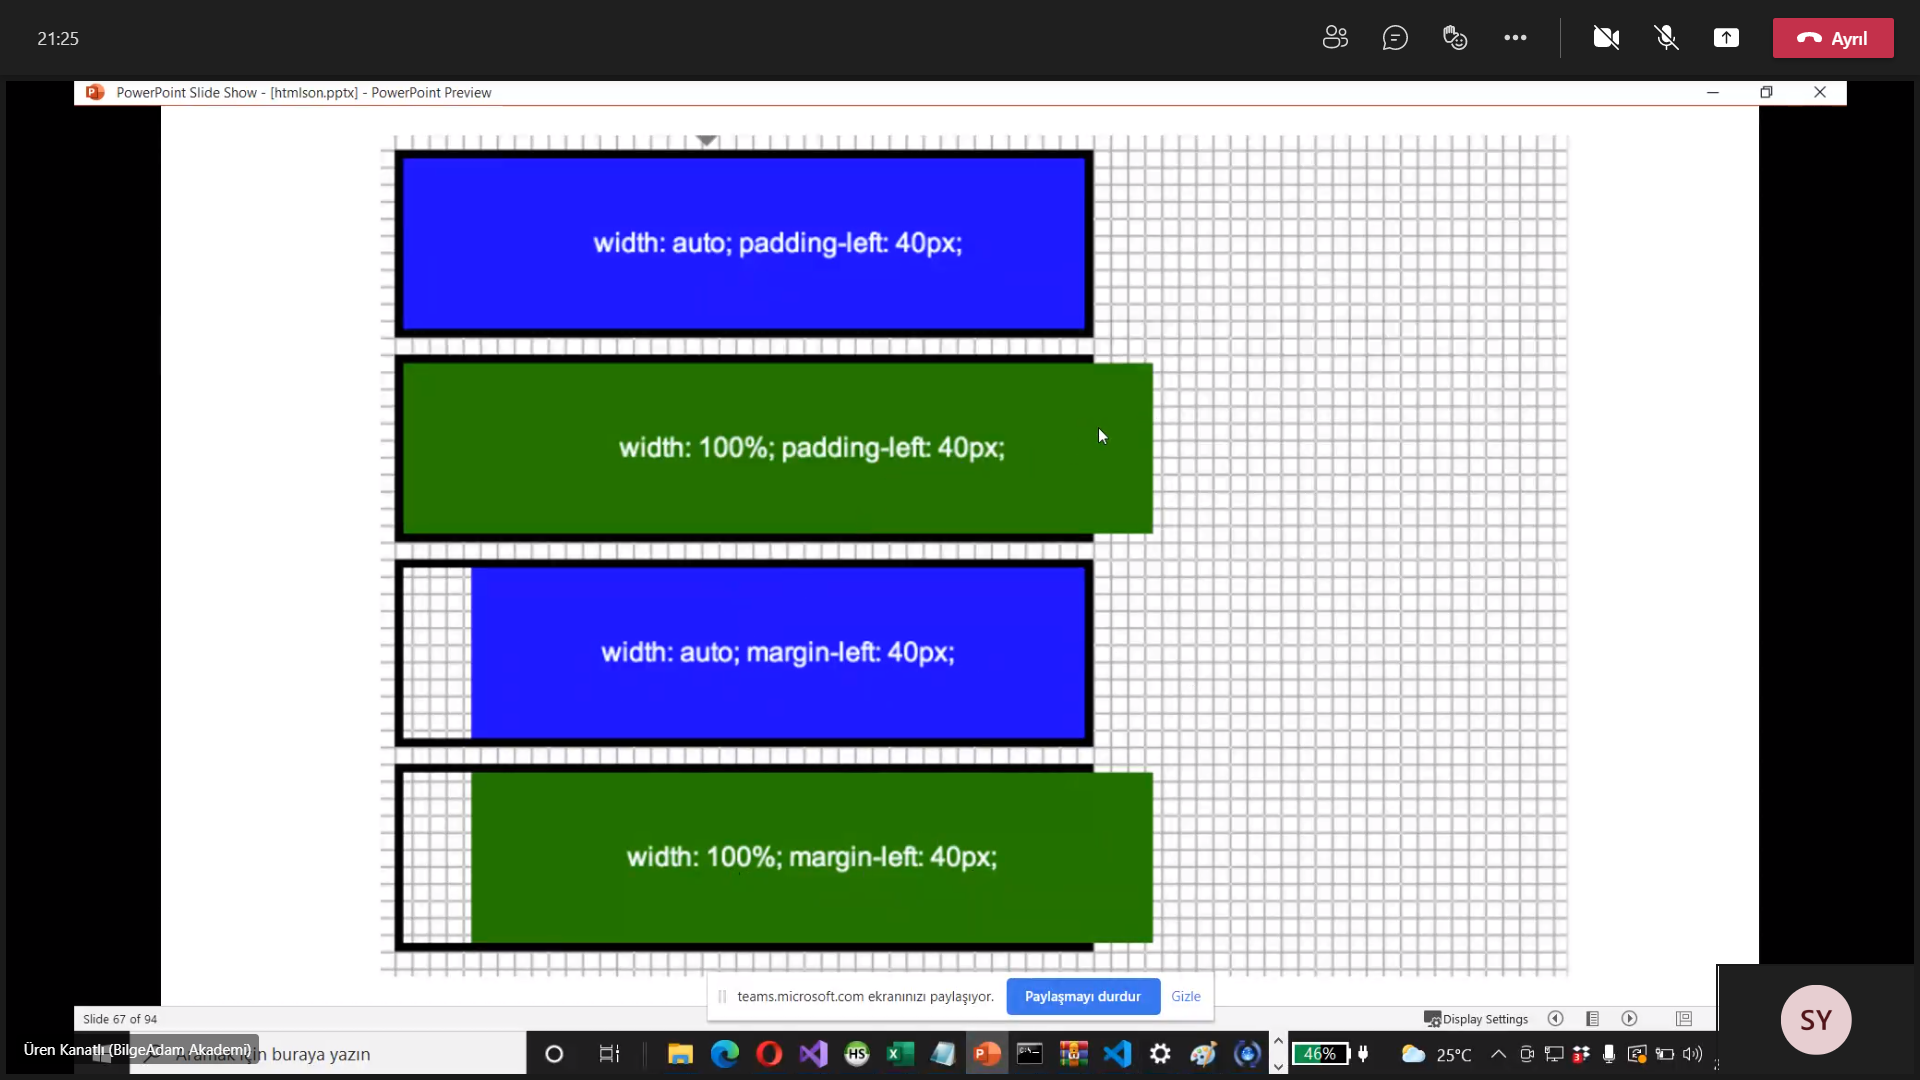 21:25
Ayrıl
PowerPoint Slide Show - [htmlson.pptx] - PowerPoint Preview
width: auto; padding-left: 40px;
width: 100%; padding-left: 40px;
width: auto; margin-left: 40px;
width: 100%; margin-left: 40px;
teams.microsoft.com ekranınızı paylaşıyor.
Paylaşmayı durdur
Gizle
Slide 67 of 94
Display Settings
SY
Üren Kanatlı (BilgeAdam Akademi)
buraya yazın
46%
25°C